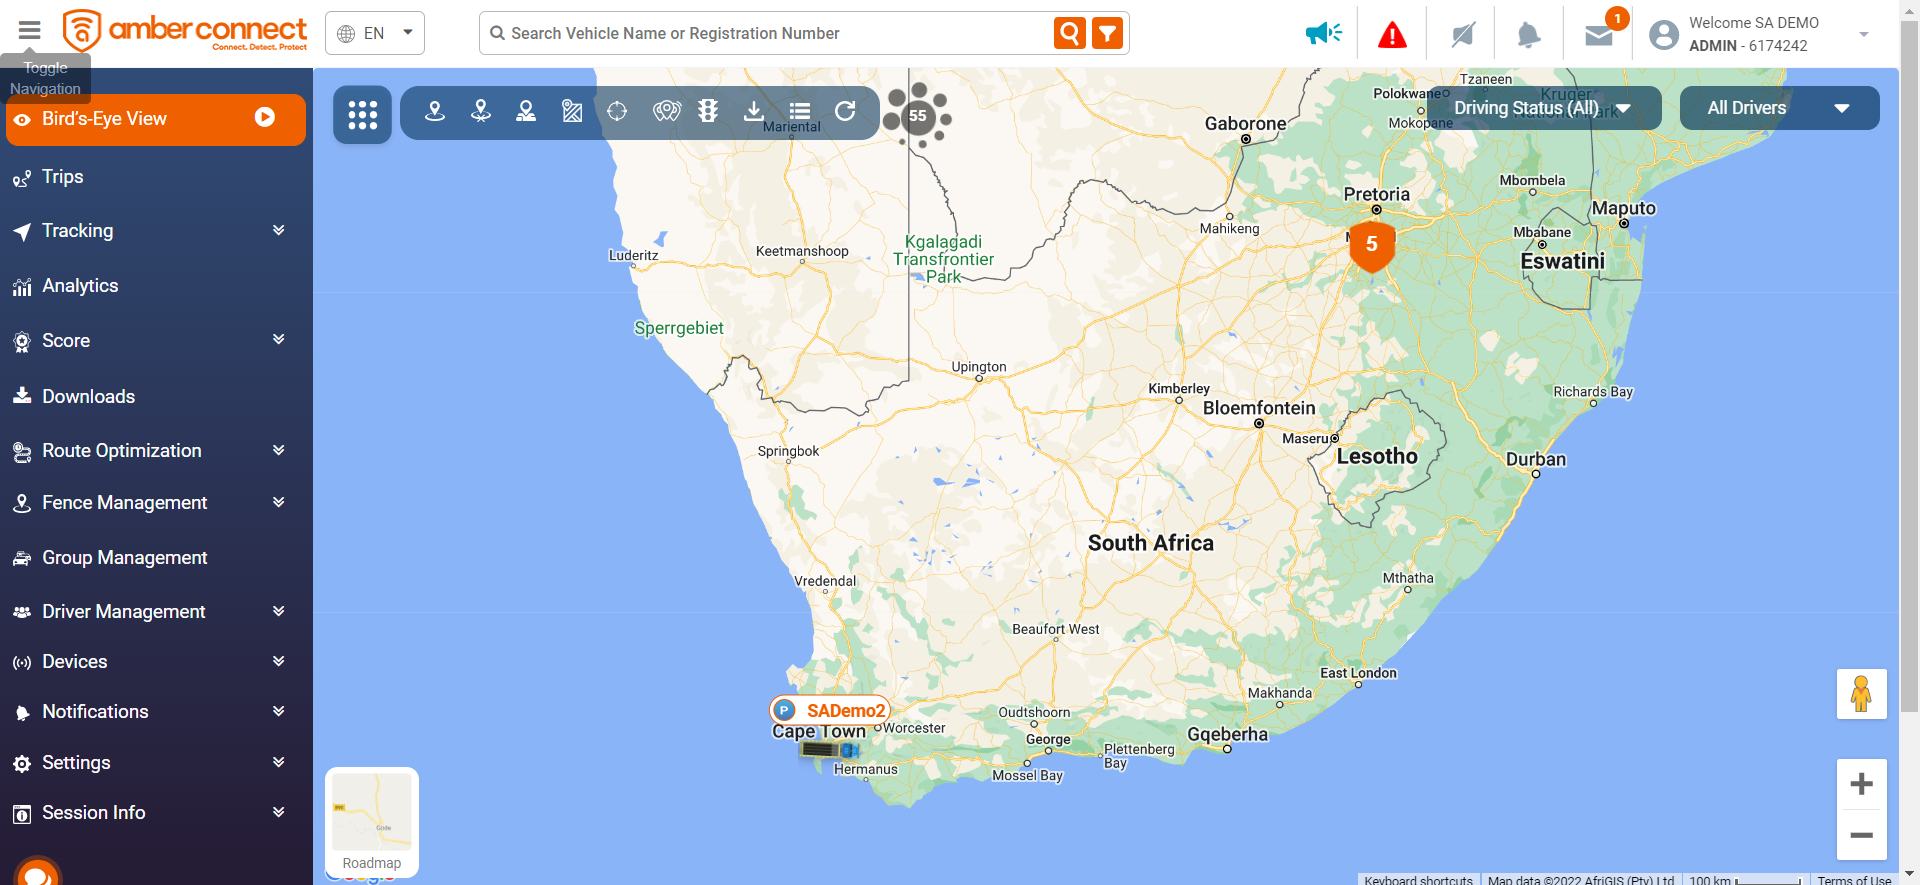 amber connect
Connect. Detect. Protect
EN
Search Vehicle Name or Registration Number
1
Welcome SA DEMO
ADMIN - 6174242
Toggle
Navigation
Bird's-Eye View
Trips
Tracking
Analytics
Score
Downloads
Route Optimization
Fence Management
Group Management
Driver Management
Devices
Notifications
Settings
Session Info
55
Driving Status (All)
All Drivers
Tzaneen
Polokwane
Kruger
Mokopane
Mariental
Gaborone
Mbombela
Pretoria
Maputo
Mahikeng
Mbabane
Eswatini
5
Luderitz
Keetmanshoop
Kgalagadi
Transfrontier
Park
Sperrgebiet
Upington
Kimberley
Richards Bay
Bloemfontein
Maseru
Lesotho
Springbok
Durban
South Africa
Vredendal
Mthatha
Beaufort West
East London
Makhanda
P SADemo2
Cape Town
Worcester
Oudtshoorn
George
Gqeberha
Plettenberg
Bay
Hermanus
Mossel Bay
Gode
Roadmap
Keyboard shortcuts
Map data ©2022 AfriGIS (Pty) Ltd
100 km
Terms of Use